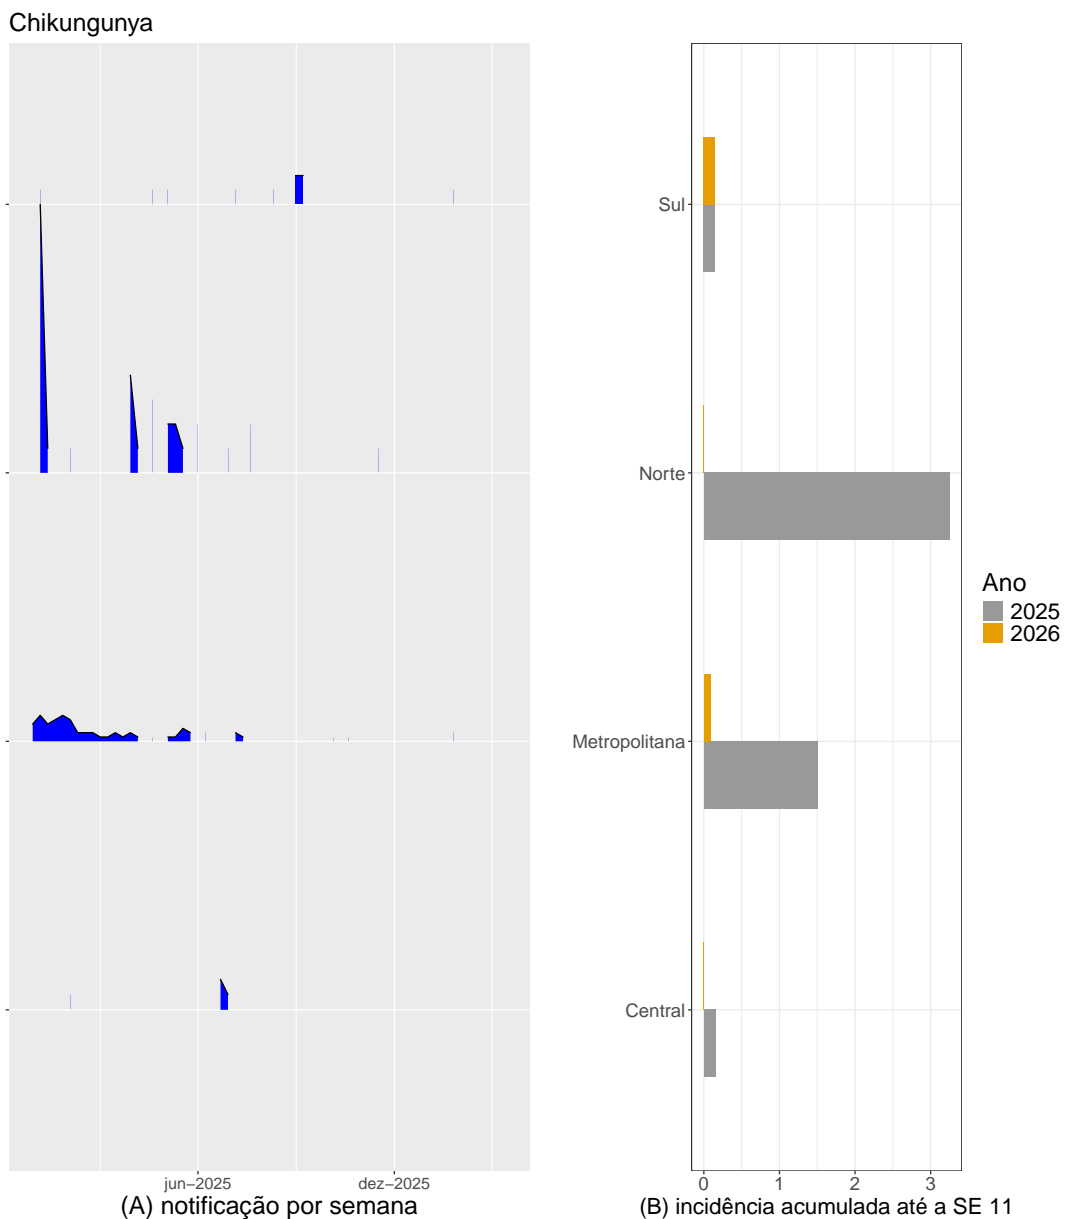 Chikungunya
Sul
Norte
Metropolitana
Central
jun–2025
dez–2025
(A) notificação por semana
0
1
2
3
(B) incidência acumulada até a SE 11
Ano
2025
2026